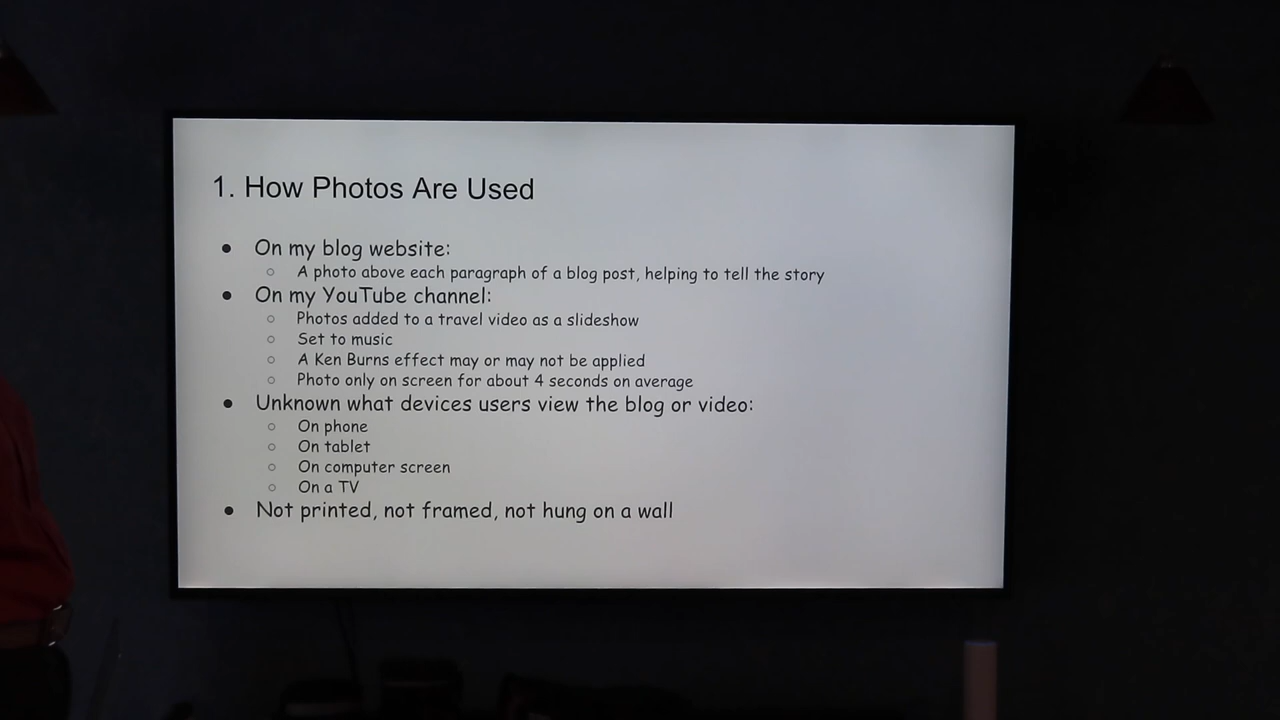 1. How Photos Are Used
● On my blog website:
○ A photo above each paragraph of a blog post, helping to tell the story
● On my YouTube channel:
○ Photos added to a travel video as a slideshow
○ Set to music
○ A Ken Burns effect may or may not be applied
○ Photo only on screen for about 4 seconds on average
● Unknown what devices users view the blog or video:
○ On phone
○ On tablet
○ On computer screen
○ On a TV
● Not printed, not framed, not hung on a wall